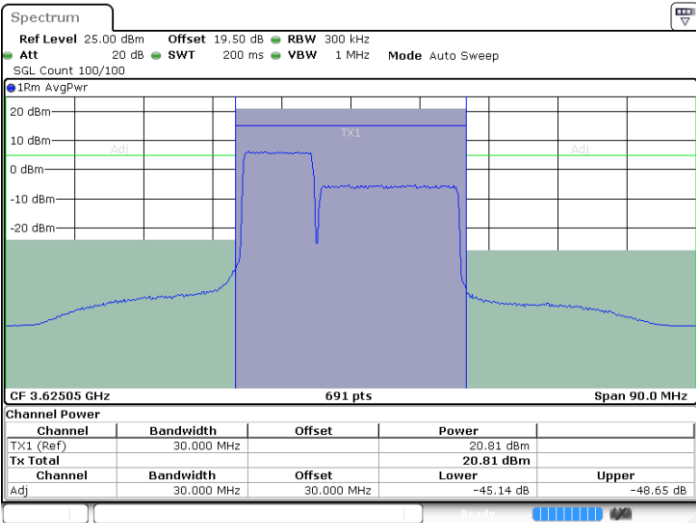 Spectrum
Ref Level 25.00 dBm Offset 19.50 dB RBW 300 kHz
Att 20 dB SWT 200 ms VBW 1 MHz Mode Auto Sweep
SGL Count 100/100
1Rm AvgPwr
20 dBm
TX1
10 dBm
Adj Adj
0 dBm
-10 dBm
-20 dBm
CF 3.62505 GHz 691 pts Span 90.0 MHz
Channel Power
Channel Bandwidth Offset Power
TX1 (Ref) 30.000 MHz 20.81 dBm
Tx Total 20.81 dBm
Channel Bandwidth Offset Lower Upper
Adj 30.000 MHz 30.000 MHz -45.14 dB -48.65 dB
Ready